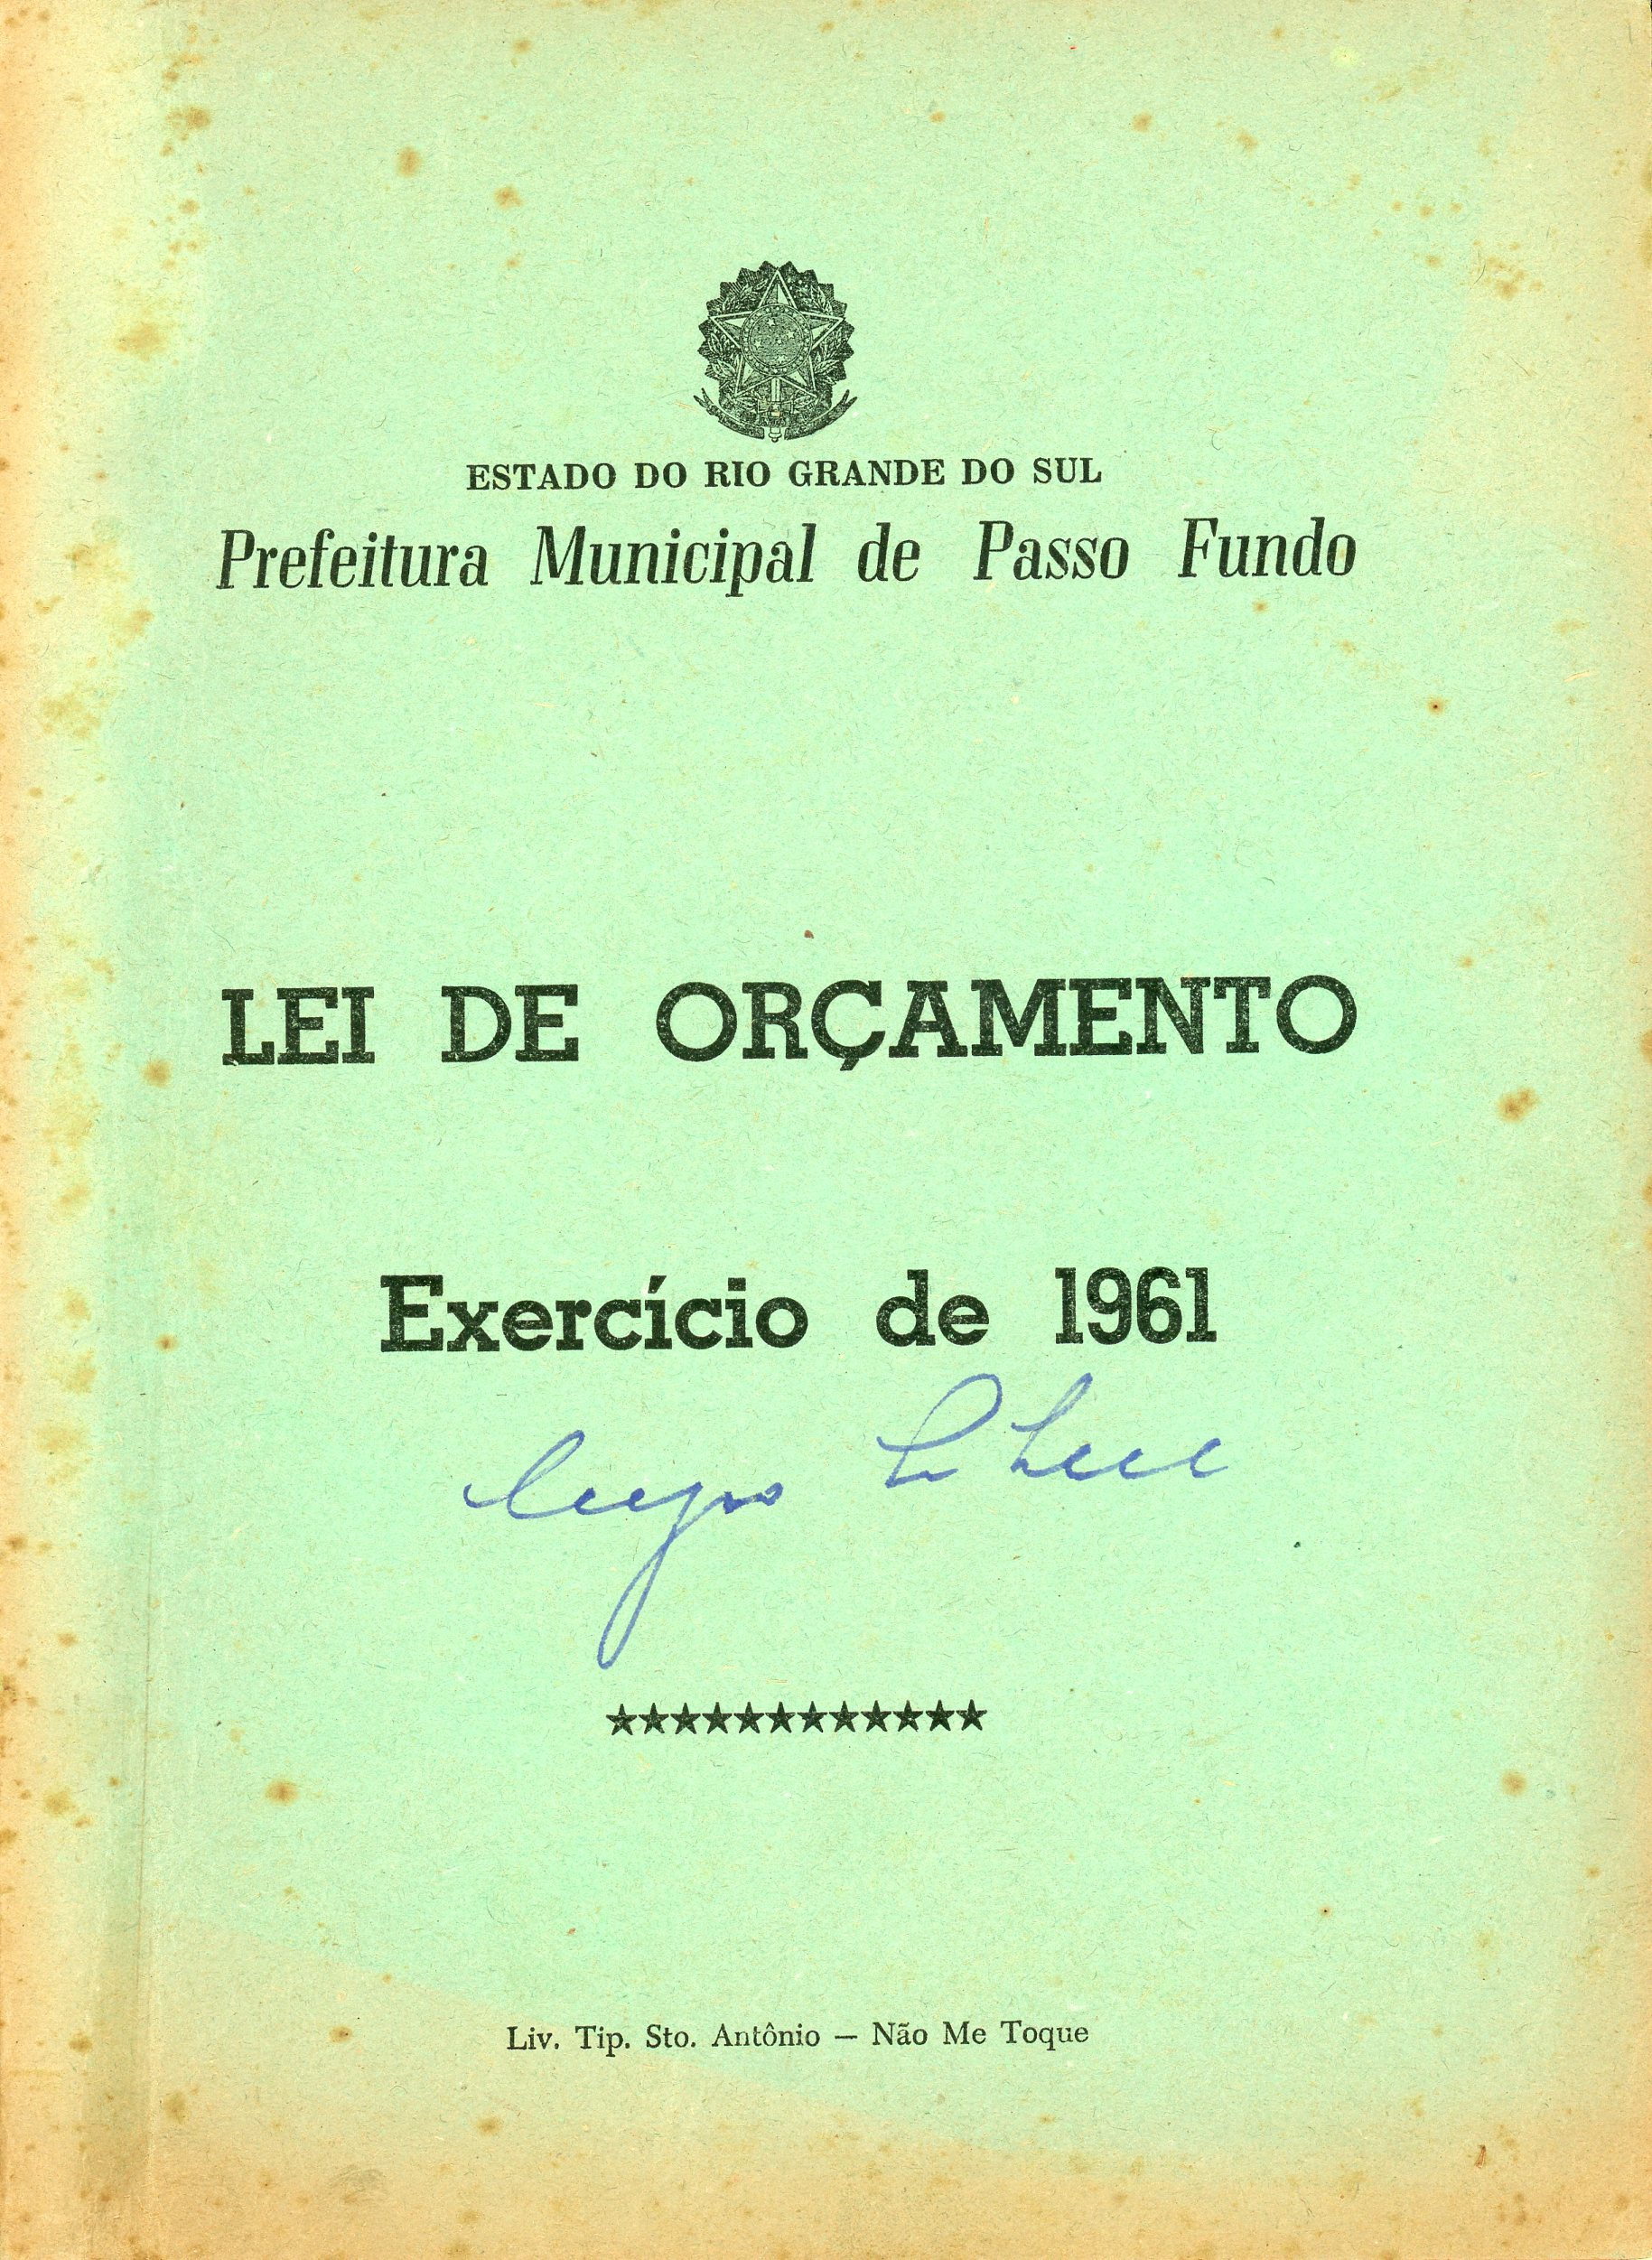 ESTADO DO RIO GRANDE DO SUL
Prefeitura Municipal de Passo Fundo
LEI DE ORÇAMENTO
Exercício de 1961
★★★★★★★★★★★★
Liv. Tip. Sto. Antônio — Não Me Toque